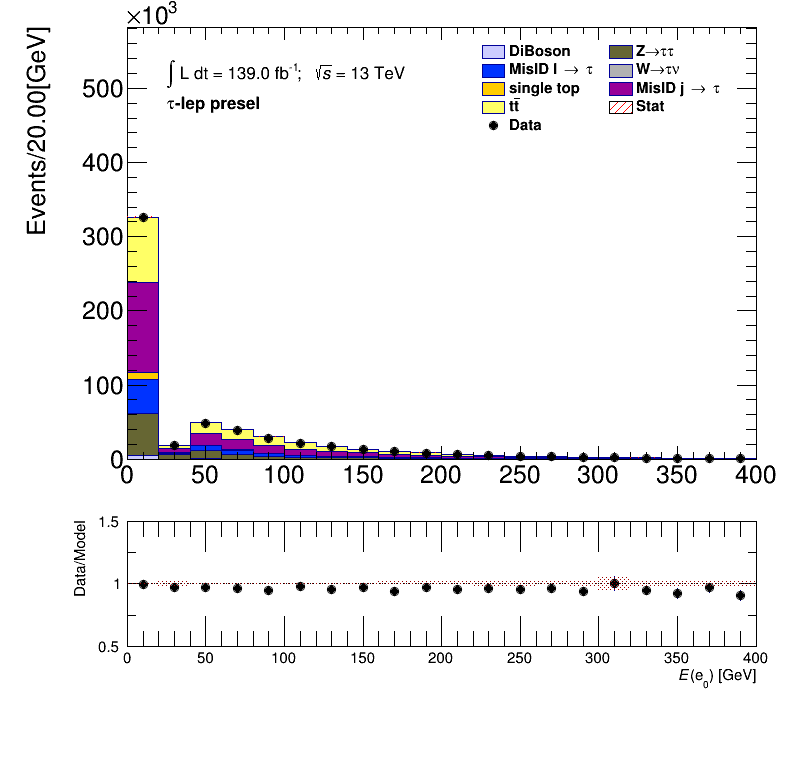 ×10³
Events/20.00[GeV]
500
400
300
200
100
0
∫ L dt = 139.0 fb⁻¹; √s = 13 TeV
τ-lep presel
DiBoson
Z→ττ
MisID l → τ
W→τν
single top
MisID j → τ
tt̄
Stat
Data
0 50 100 150 200 250 300 350 400
Data/Model
1.5
1
0.5
0 50 100 150 200 250 300 350 400
E(e₀) [GeV]